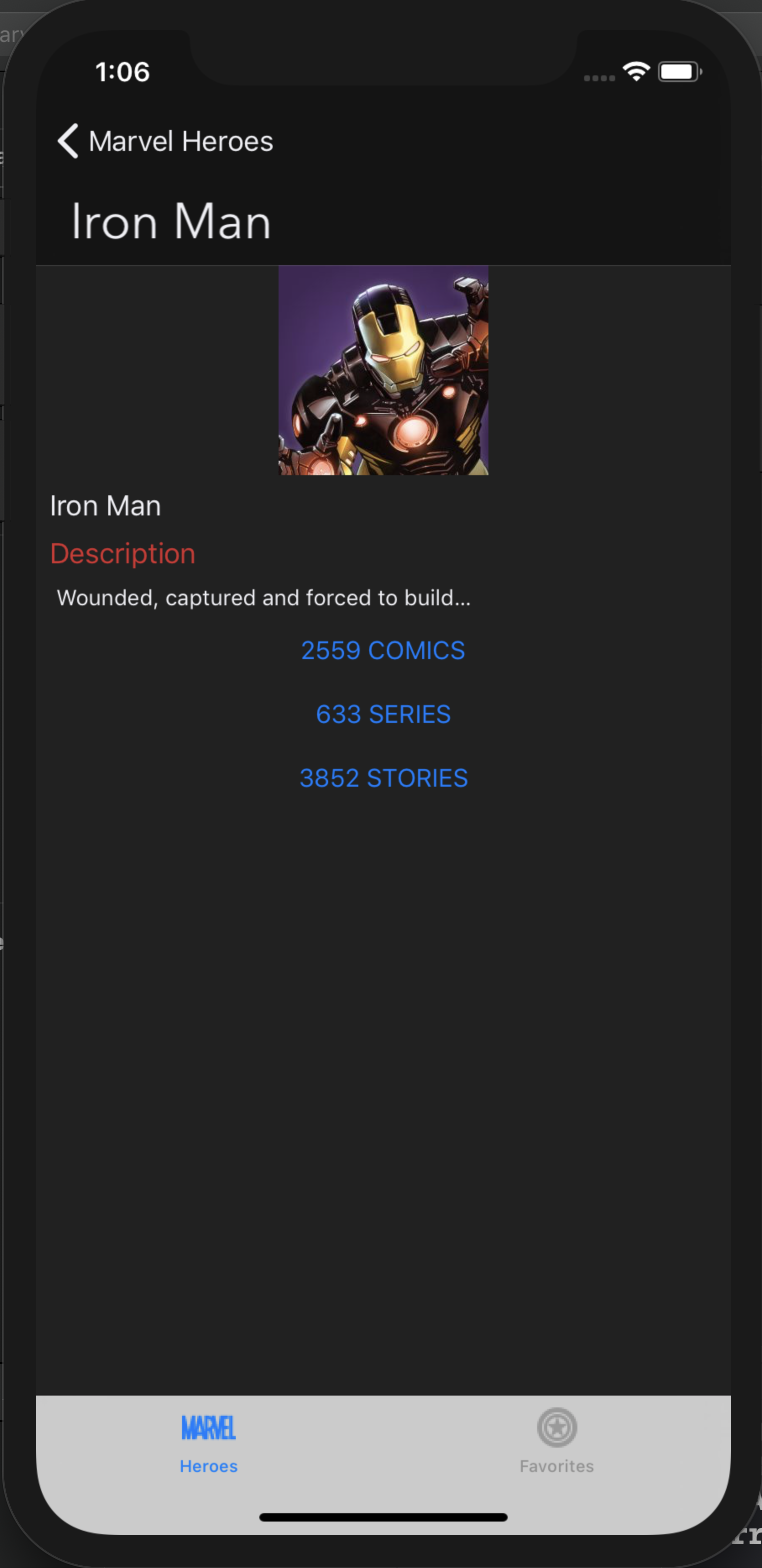 1:06
Marvel Heroes
Iron Man
Iron Man
Description
Wounded, captured and forced to build...
2559 COMICS
633 SERIES
3852 STORIES
MARVEL
Heroes
Favorites